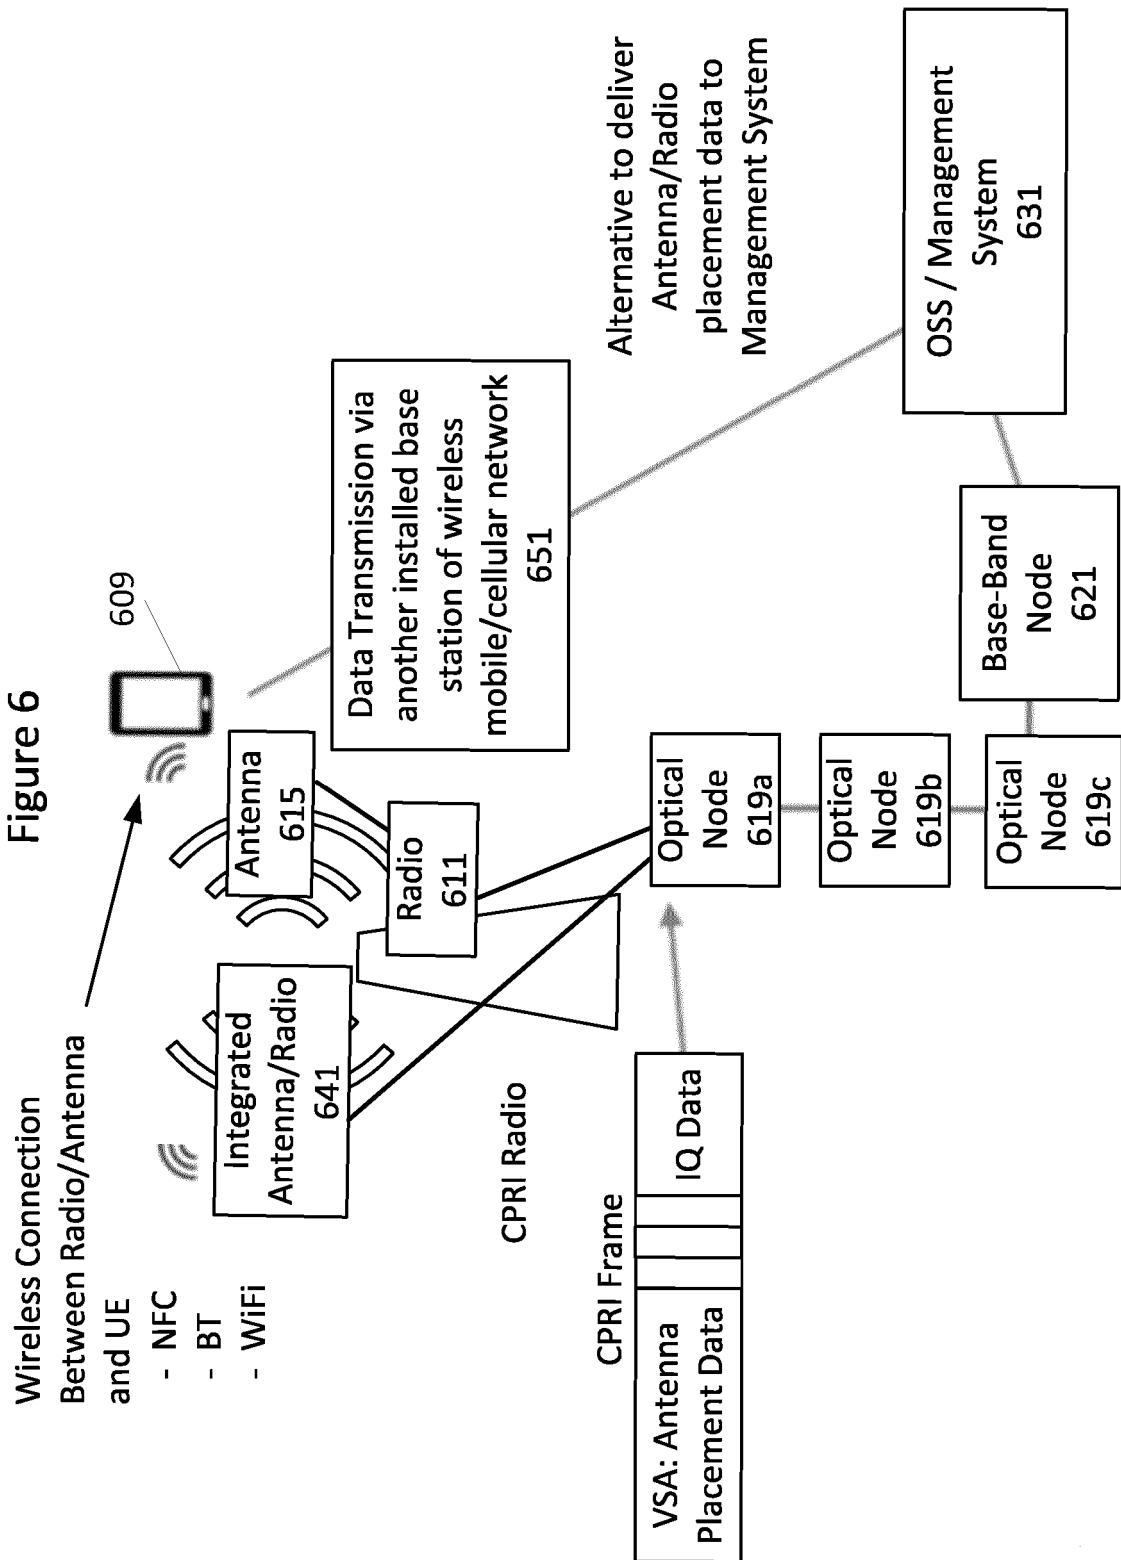 Figure 6
Wireless Connection
Between Radio/Antenna
and UE
- NFC
- BT
- WiFi
609
Integrated
Antenna/Radio
641
Antenna
615
Radio
611
Data Transmission via
another installed base
station of wireless
mobile/cellular network
651
Alternative to deliver
Antenna/Radio
placement data to
Management System
CPRI Radio
CPRI Frame
VSA: Antenna
Placement Data
IQ Data
Optical
Node
619a
Optical
Node
619b
Optical
Node
619c
Base-Band
Node
621
OSS / Management
System
631